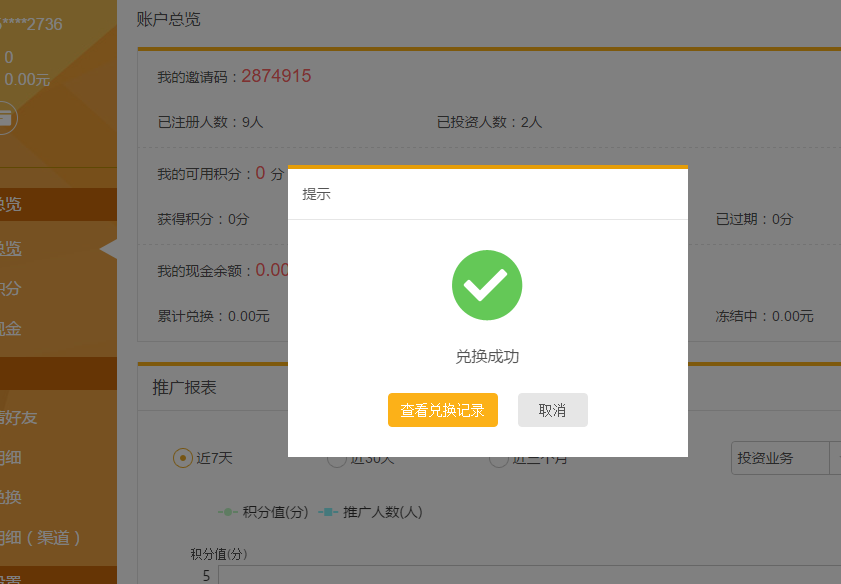 ****2736
0
0.00元
总览
总览
积分
现金
好友
明细
兑换
明细（渠道）
设置
账户总览
我的邀请码：2874915
已注册人数：9人
已投资人数：2人
我的可用积分：0 分
获得积分：0分
已过期：0分
我的现金余额：0.00
累计兑换：0.00元
冻结中：0.00元
提示
兑换成功
查看兑换记录
取消
推广报表
近7天
近30天
近三个月
投资业务
积分值(分)
推广人数(人)
积分值(分)
5